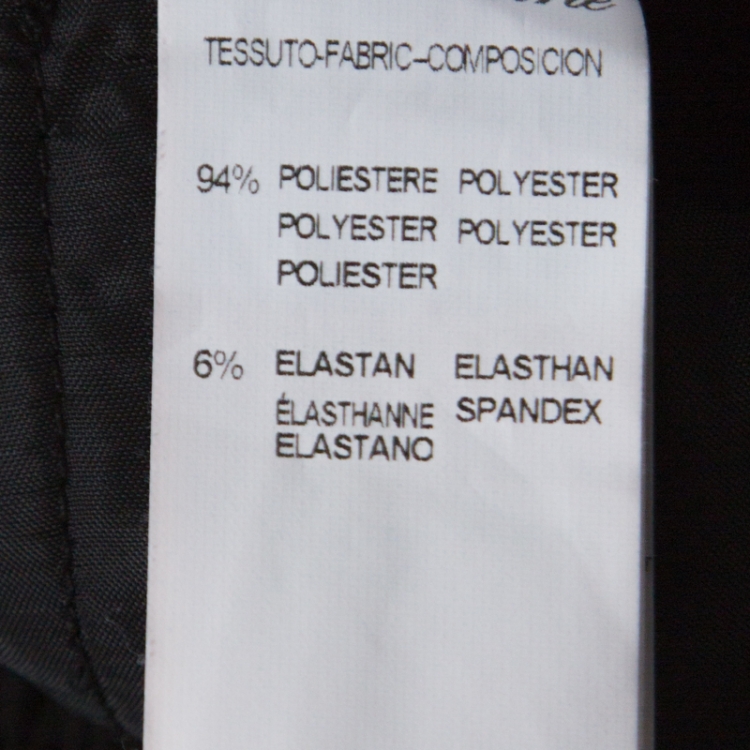 TESSUTO-FABRIC-COMPOSICION
94% POLIESTERE POLYESTER
POLYESTER POLYESTER
POLIESTER
6% ELASTAN ELASTHAN
ÉLASTHANNE SPANDEX
ELASTANO